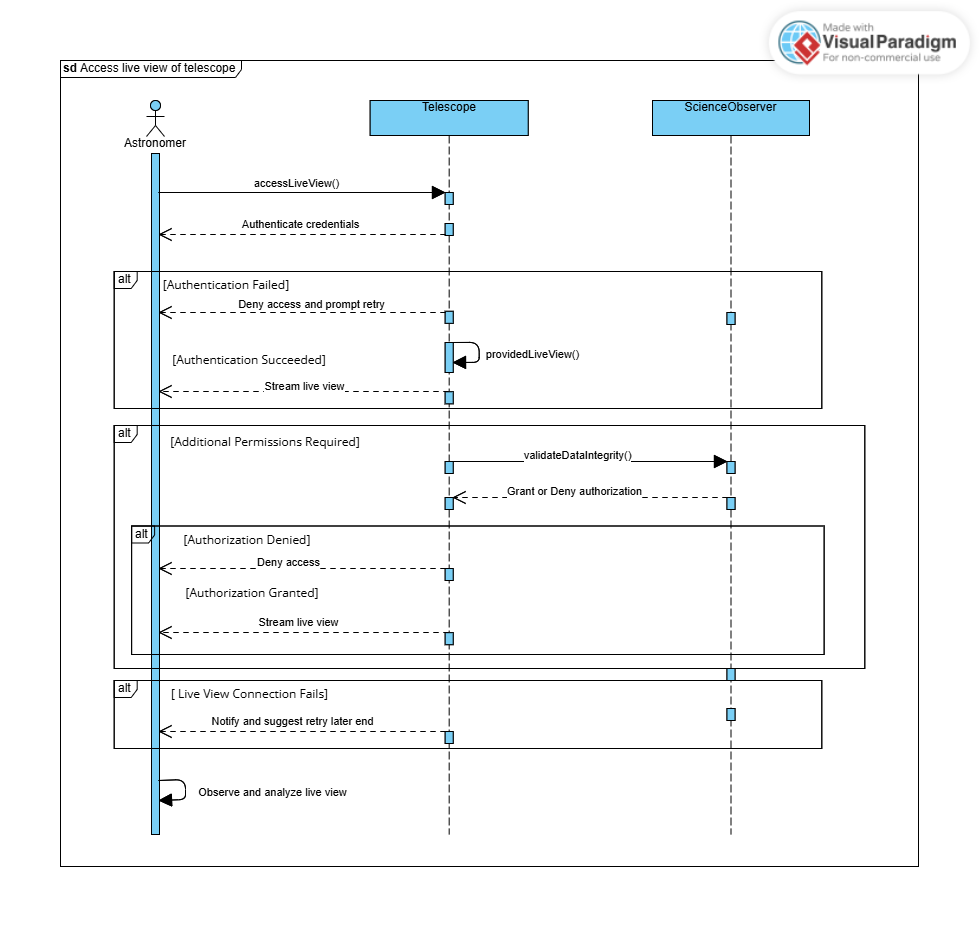 Made with
VisualParadigm
For non-commercial use
sd Access live view of telescope
Telescope
ScienceObserver
Astronomer
accessLiveView()
Authenticate credentials
alt
[Authentication Failed]
Deny access and prompt retry
[Authentication Succeeded]
providedLiveView()
Stream live view
alt
[Additional Permissions Required]
validateDataIntegrity()
Grant or Deny authorization
alt
[Authorization Denied]
Deny access
[Authorization Granted]
Stream live view
alt
[ Live View Connection Fails]
Notify and suggest retry later end
Observe and analyze live view